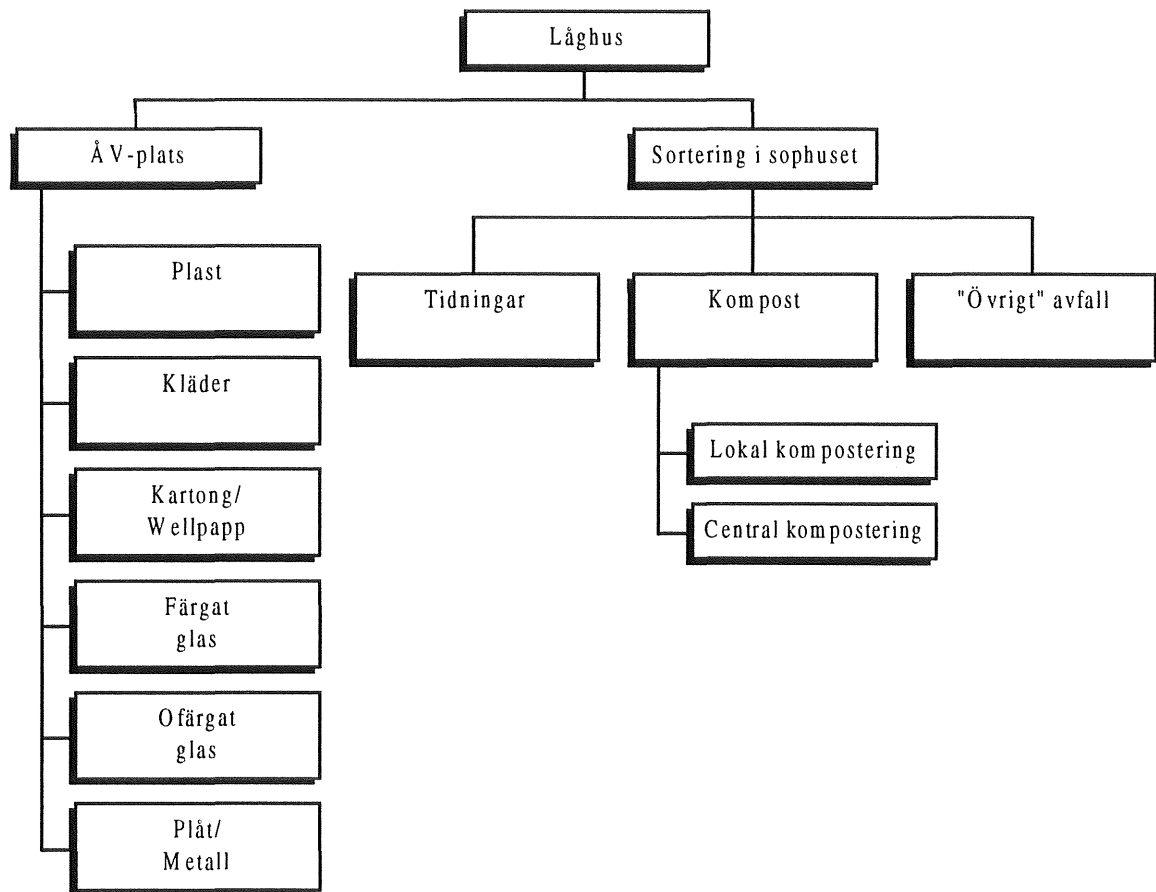 Låghus
ÅV-plats
Sortering i sophuset
Plast
Kläder
Kartong/
Wellpapp
Färgat
glas
Ofärgat
glas
Plåt/
Metall
Tidningar
Kompost
"Övrigt" avfall
Lokal kompostering
Central kompostering